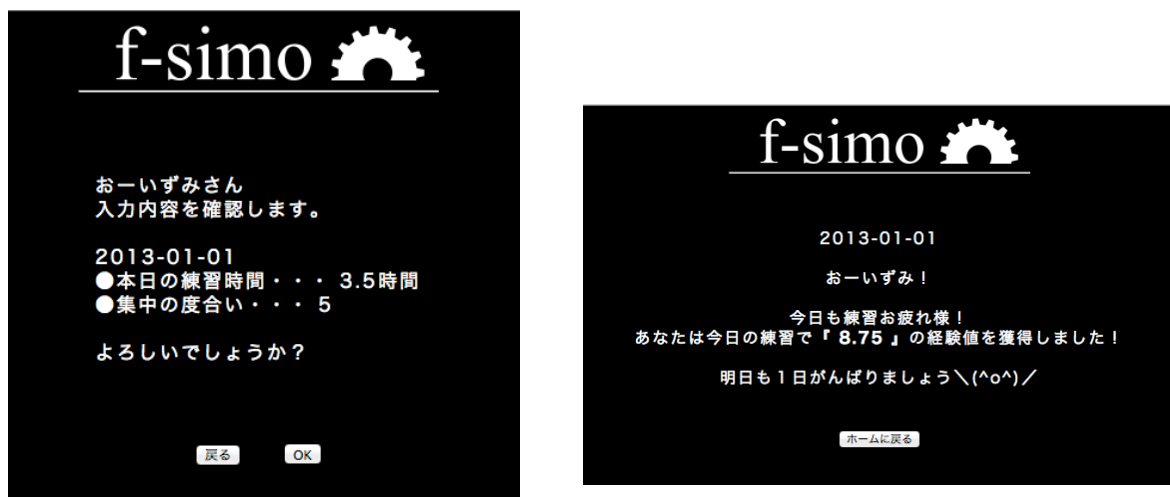 f-simo
おーいずみさん
入力内容を確認します。
2013-01-01
●本日の練習時間・・・ 3.5時間
●集中の度合い・・・ 5
よろしいでしょうか？
戻る
OK
f-simo
2013-01-01
おーいずみ！
今日も練習お疲れ様！
あなたは今日の練習で『 8.75 』の経験値を獲得しました！
明日も１日がんばりましょう＼(^o^)／
ホームに戻る